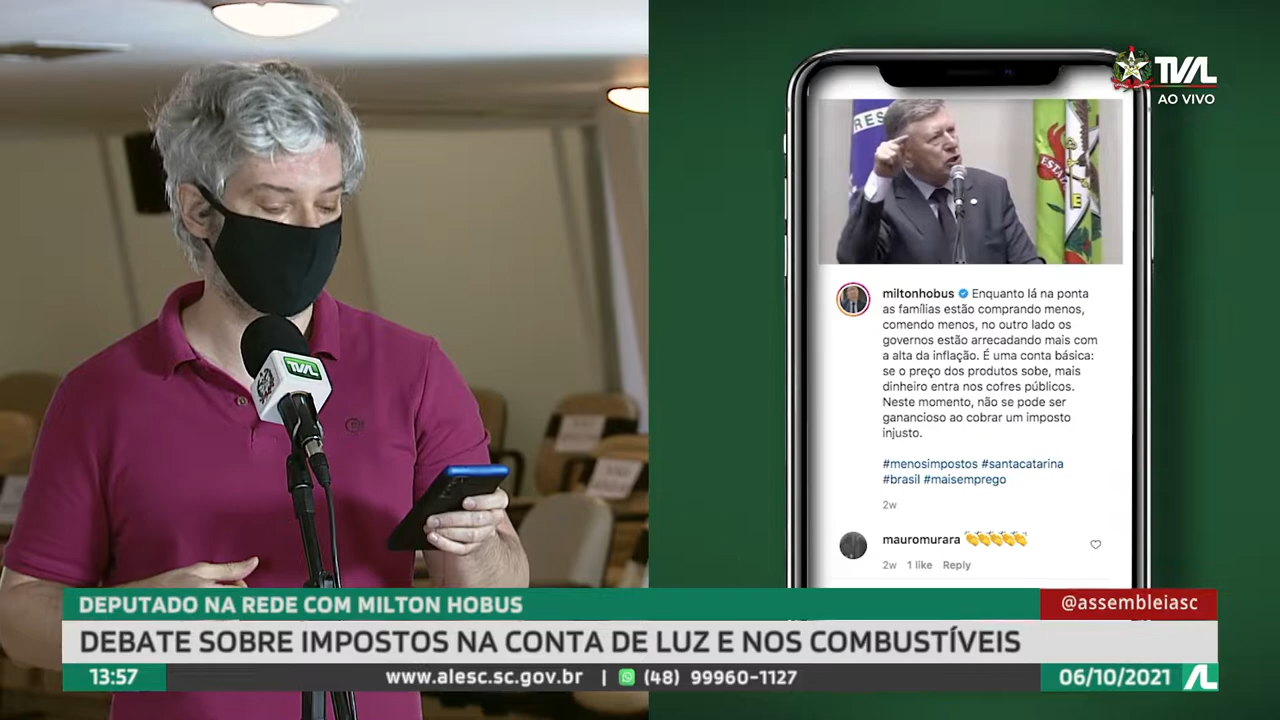 TVAL
AO VIVO
RES
ESTA
TVAL
miltonhobus Enquanto lá na ponta
as famílias estão comprando menos,
comendo menos, no outro lado os
governos estão arrecadando mais com
a alta da inflação. É uma conta básica:
se o preço dos produtos sobe, mais
dinheiro entra nos cofres públicos.
Neste momento, não se pode ser
ganancioso ao cobrar um imposto
injusto.
#menosimpostos #santacatarina
#brasil #maisemprego
2w
mauromurara 👏👏👏👏👏
2w 1 like Reply
DEPUTADO NA REDE COM MILTON HOBUS
@assembleiasc
DEBATE SOBRE IMPOSTOS NA CONTA DE LUZ E NOS COMBUSTÍVEIS
13:57
www.alesc.sc.gov.br | (48) 99960-1127
06/10/2021